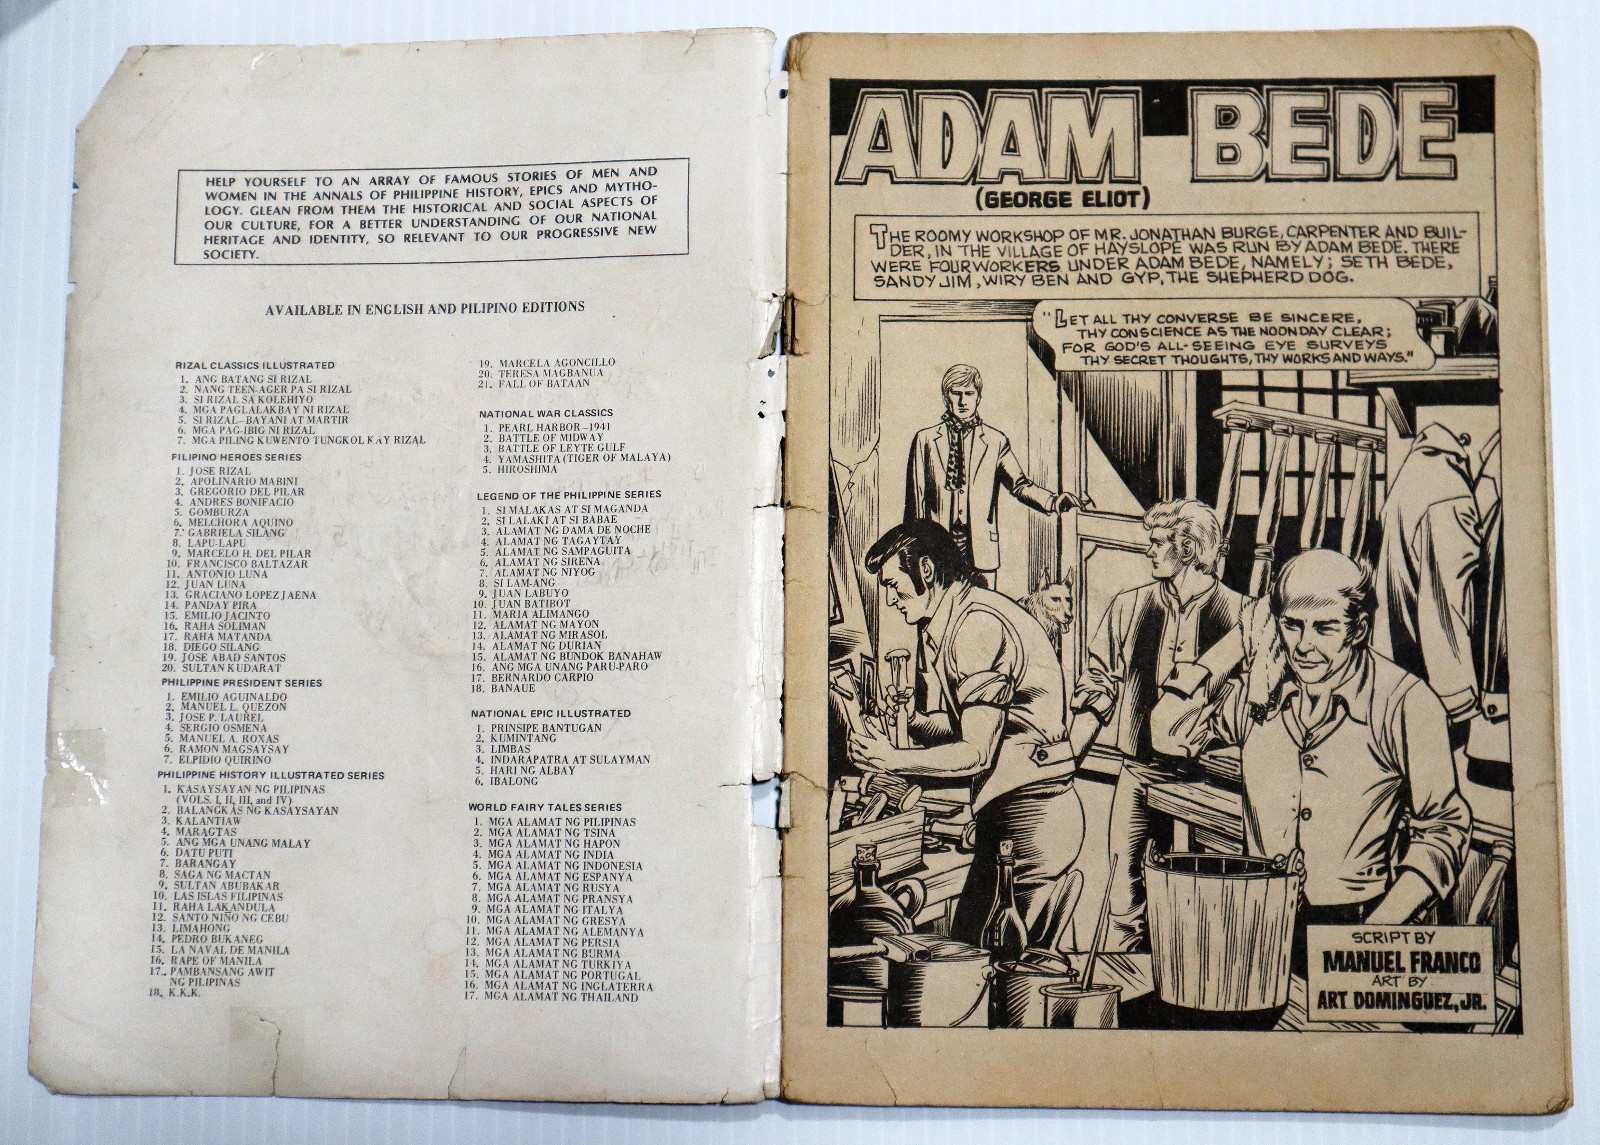 HELP YOURSELF TO AN ARRAY OF FAMOUS STORIES OF MEN AND
WOMEN IN THE ANNALS OF PHILIPPINE HISTORY, EPICS AND MYTHO-
LOGY. GLEAN FROM THEM THE HISTORICAL AND SOCIAL ASPECTS OF
OUR CULTURE, FOR A BETTER UNDERSTANDING OF OUR NATIONAL
HERITAGE AND IDENTITY, SO RELEVANT TO OUR PROGRESSIVE NEW
SOCIETY.
AVAILABLE IN ENGLISH AND PILIPINO EDITIONS
RIZAL CLASSICS ILLUSTRATED
1. ANG BATANG SI RIZAL
2. NANG TEEN-AGER PA SI RIZAL
3. SI RIZAL SA KOLEHIYO
4. MGA PAGLALAKBAY NI RIZAL
5. SI RIZAL—BAYANI AT MARTIR
6. MGA PAG-IBIG NI RIZAL
7. MGA PILING KUWENTO TUNGKOL KAY RIZAL
FILIPINO HEROES SERIES
1. JOSE RIZAL
2. APOLINARIO MABINI
3. GREGORIO DEL PILAR
4. ANDRES BONIFACIO
5. GOMBURZA
6. MELCHORA AQUINO
7. GABRIELA SILANG
8. LAPU-LAPU
9. MARCELO H. DEL PILAR
10. FRANCISCO BALTAZAR
11. ANTONIO LUNA
12. JUAN LUNA
13. GRACIANO LOPEZ JAENA
14. PANDAY PIRA
15. EMILIO JACINTO
16. RAHA SOLIMAN
17. RAHA MATANDA
18. DIEGO SILANG
19. JOSE ABAD SANTOS
20. SULTAN KUDARAT
PHILIPPINE PRESIDENT SERIES
1. EMILIO AGUINALDO
2. MANUEL L. QUEZON
3. JOSE P. LAUREL
4. SERGIO OSMENA
5. MANUEL A. ROXAS
6. RAMON MAGSAYSAY
7. ELPIDIO QUIRINO
PHILIPPINE HISTORY ILLUSTRATED SERIES
1. KASAYSAYAN NG PILIPINAS
(VOLS. I, II, III, and IV)
2. BALANGKAS NG KASAYSAYAN
3. KALANTIAW
4. MARAGTAS
5. ANG MGA UNANG MALAY
6. DATU PUTI
7. BARANGAY
8. SAGA NG MACTAN
9. SULTAN ABUBAKAR
10. LAS ISLAS FILIPINAS
11. RAHA LAKANDULA
12. SANTO NIÑO NG CEBU
13. LIMAHONG
14. PEDRO BUKANEG
15. LA NAVAL DE MANILA
16. RAPE OF MANILA
17. PAMBANSANG AWIT
NG PILIPINAS
18. K.K.K.
19. MARCELA AGONCILLO
20. TERESA MAGBANUA
21. FALL OF BATAAN
NATIONAL WAR CLASSICS
1. PEARL HARBOR—1941
2. BATTLE OF MIDWAY
3. BATTLE OF LEYTE GULF
4. YAMASHITA (TIGER OF MALAYA)
5. HIROSHIMA
LEGEND OF THE PHILIPPINE SERIES
1. SI MALAKAS AT SI MAGANDA
2. SI LALAKI AT SI BABAE
3. ALAMAT NG DAMA DE NOCHE
4. ALAMAT NG TAGAYTAY
5. ALAMAT NG SAMPAGUITA
6. ALAMAT NG SIRENA
7. ALAMAT NG NIYOG
8. SI LAM-ANG
9. JUAN LABUYO
10. JUAN BATIBOT
11. MARIA ALIMANGO
12. ALAMAT NG MAYON
13. ALAMAT NG MIRASOL
14. ALAMAT NG DURIAN
15. ALAMAT NG BUNDOK BANAHAW
16. ANG MGA UNANG PARU-PARO
17. BERNARDO CARPIO
18. BANAUE
NATIONAL EPIC ILLUSTRATED
1. PRINSIPE BANTUGAN
2. KUMINTANG
3. LIMBAS
4. INDARAPATRA AT SULAYMAN
5. HARI NG ALBAY
6. IBALONG
WORLD FAIRY TALES SERIES
1. MGA ALAMAT NG PILIPINAS
2. MGA ALAMAT NG TSINA
3. MGA ALAMAT NG HAPON
4. MGA ALAMAT NG INDIA
5. MGA ALAMAT NG INDONESIA
6. MGA ALAMAT NG ESPANYA
7. MGA ALAMAT NG RUSYA
8. MGA ALAMAT NG PRANSYA
9. MGA ALAMAT NG ITALYA
10. MGA ALAMAT NG GRESYA
11. MGA ALAMAT NG ALEMANYA
12. MGA ALAMAT NG PERSIA
13. MGA ALAMAT NG BURMA
14. MGA ALAMAT NG TURKIYA
15. MGA ALAMAT NG PORTUGAL
16. MGA ALAMAT NG INGLATERRA
17. MGA ALAMAT NG THAILAND
ADAM BEDE
(GEORGE ELIOT)
THE ROOMY WORKSHOP OF MR. JONATHAN BURGE, CARPENTER AND BUIL-
DER, IN THE VILLAGE OF HAYSLOPE WAS RUN BY ADAM BEDE. THERE
WERE FOUR WORKERS UNDER ADAM BEDE, NAMELY; SETH BEDE,
SANDY JIM, WIRY BEN AND GYP, THE SHEPHERD DOG.
"LET ALL THY CONVERSE BE SINCERE,
THY CONSCIENCE AS THE NOONDAY CLEAR;
FOR GOD'S ALL-SEEING EYE SURVEYS
THY SECRET THOUGHTS, THY WORKS AND WAYS."
SCRIPT BY
MANUEL FRANCO
ART BY
ART DOMINGUEZ, JR.